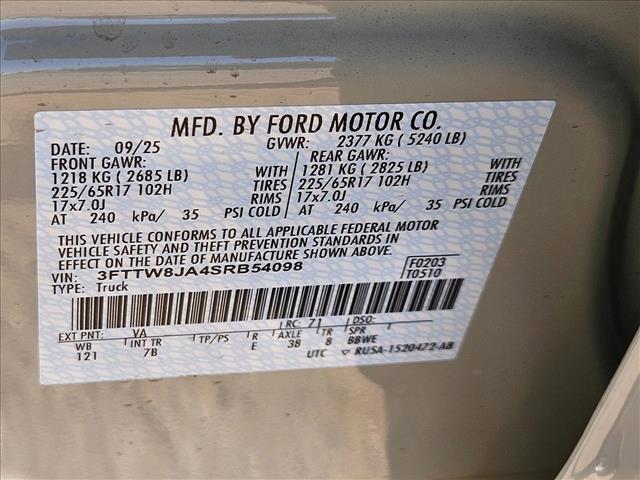 MFD. BY FORD MOTOR CO.
DATE: 09/25 GVWR: 2377 KG ( 5240 LB)
FRONT GAWR: REAR GAWR:
1218 KG ( 2685 LB) WITH 1281 KG ( 2825 LB) WITH
225/65R17 102H TIRES 225/65R17 102H TIRES
17x7.0J RIMS 17x7.0J RIMS
AT 240 kPa/ 35 PSI COLD AT 240 kPa/ 35 PSI COLD
THIS VEHICLE CONFORMS TO ALL APPLICABLE FEDERAL MOTOR
VEHICLE SAFETY AND THEFT PREVENTION STANDARDS IN EFFECT
ON THE DATE OF MANUFACTURE SHOWN ABOVE.
VIN: 3FTTW8JA4SRB54098 F0203
TYPE: Truck T0510
LRC: 71 DSO:
EXT PNT: VA
WB INT TR TP/PS R AXLE TR SPR
121 7B E 38 8 BBWE
UTC ▽ RUSA-1520472-AB